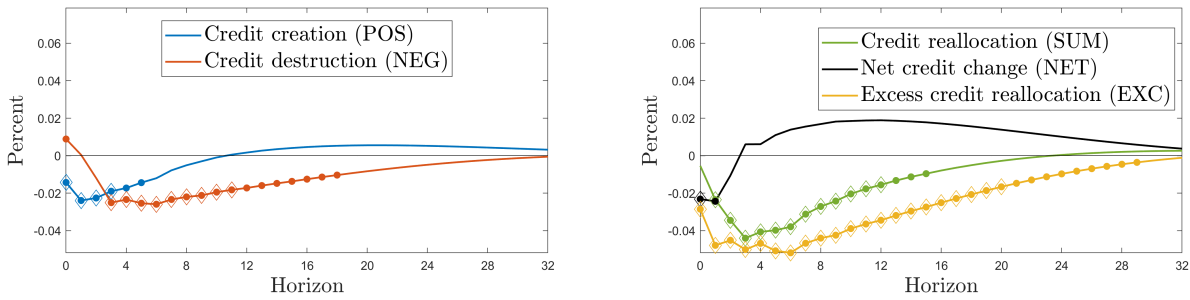 Credit creation (POS)
Credit destruction (NEG)
0.06
0.04
0.02
0
-0.02
-0.04
Percent
0 4 8 12 16 20 24 28 32
Horizon
Credit reallocation (SUM)
Net credit change (NET)
Excess credit reallocation (EXC)
0.06
0.04
0.02
0
-0.02
-0.04
Percent
0 4 8 12 16 20 24 28 32
Horizon